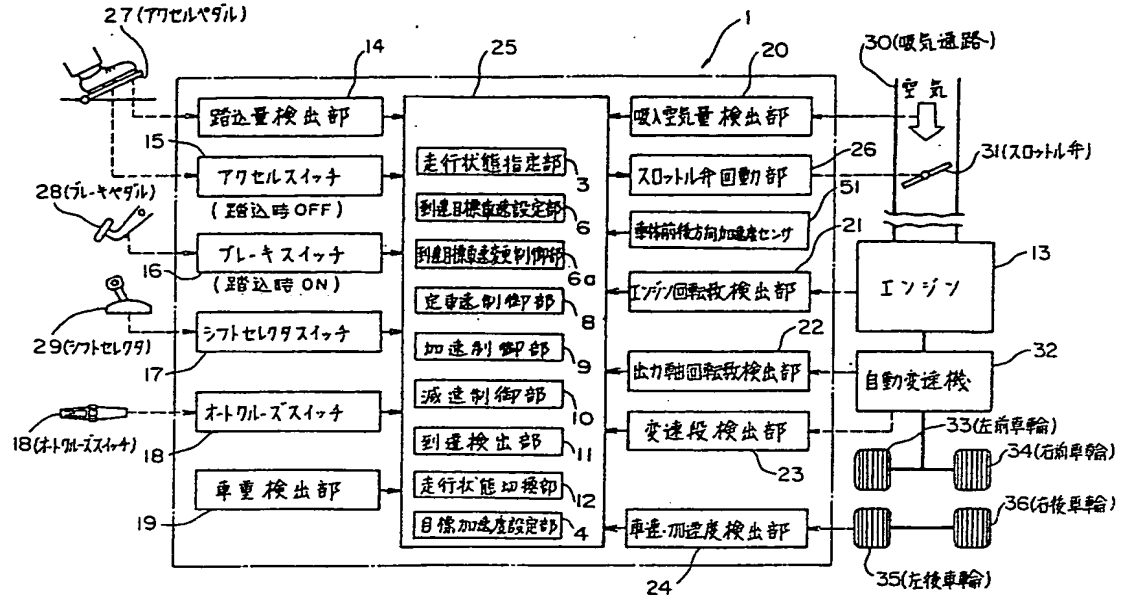 27(アクセルペダル)
14
25
1
20
30(吸気通路)
空気
踏込量検出部
吸入空気量検出部
15
26
31(スロットル弁)
アクセルスイッチ
(踏込時OFF)
走行状態指定部
3
スロットル弁回動部
28(ブレーキペダル)
到達目標車速設定部
6
51
車体前後方向加速度センサ
21
16
ブレーキスイッチ
(踏込時ON)
到達目標車速変更制御部
6a
エンジン回転数検出部
13
エンジン
定車速制御部
8
29(シフトセレクタ)
シフトセレクタスイッチ
17
加速制御部
9
22
出力軸回転数検出部
32
自動変速機
18(オートクルーズスイッチ)
オートクルーズスイッチ
18
減速制御部
10
変速段検出部
23
33(左前車輪)
34(右前車輪)
到達検出部
11
車重検出部
19
走行状態切換部
12
目標加速度設定部
4
車速・加速度検出部
24
36(右後車輪)
35(左後車輪)